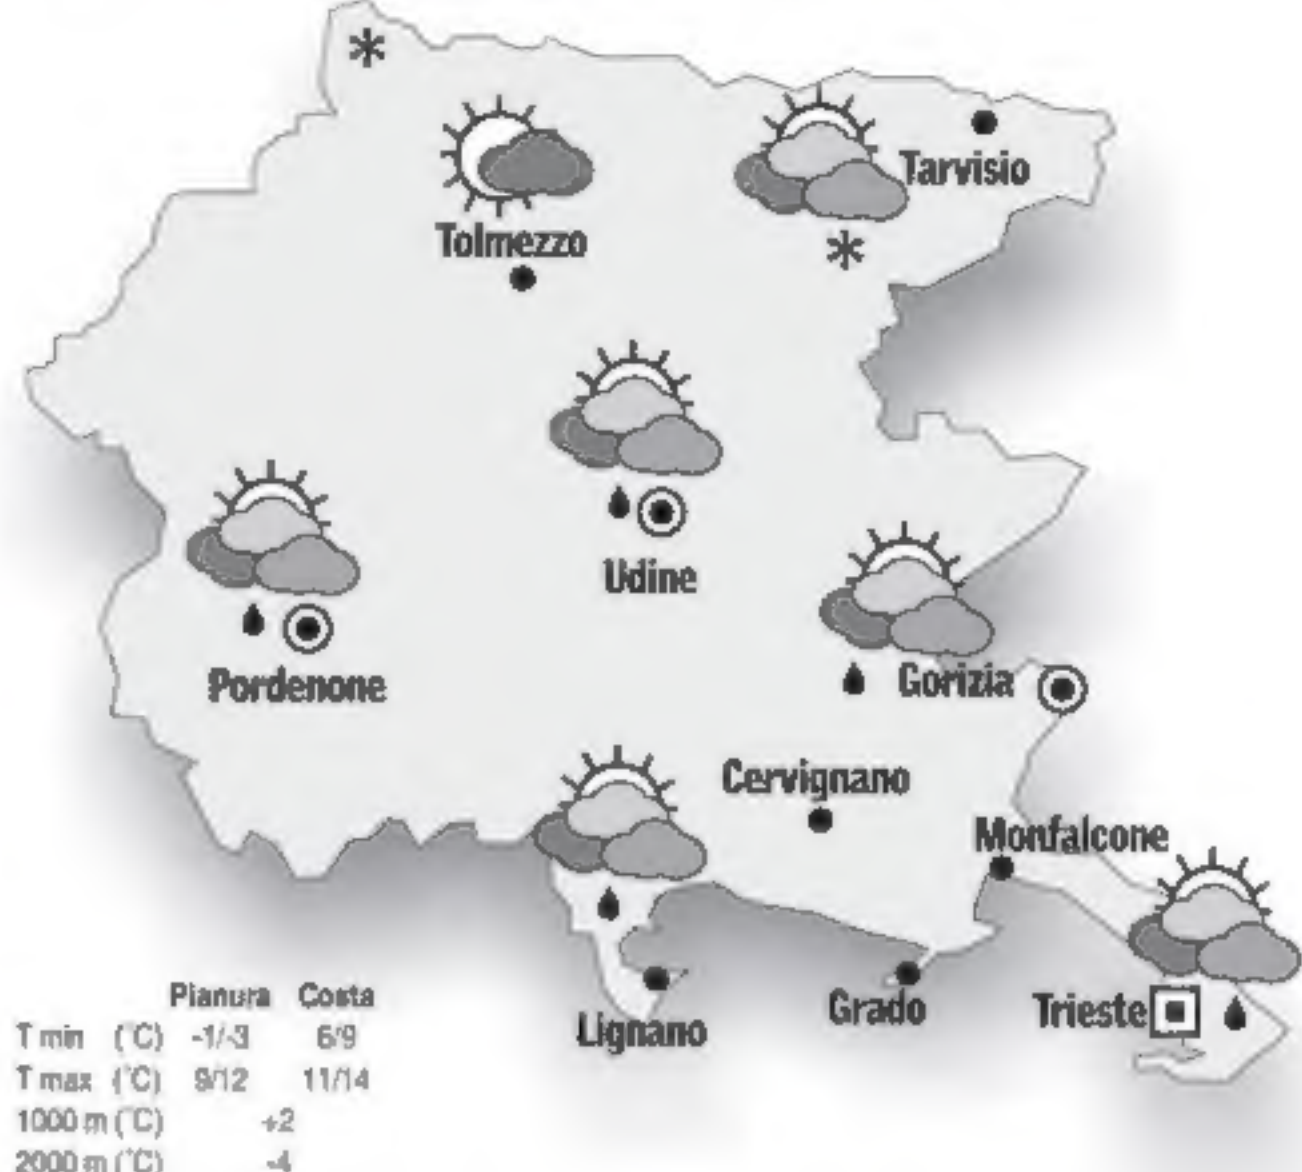 Tarvisio
Tolmezzo
Udine
Pordenone
Gorizia
Cervignano
Monfalcone
Lignano
Grado
Trieste
Pianura Costa
T min (°C) -1/-3 6/9
T max (°C) 9/12 11/14
1000 m (°C) +2
2000 m (°C) -4